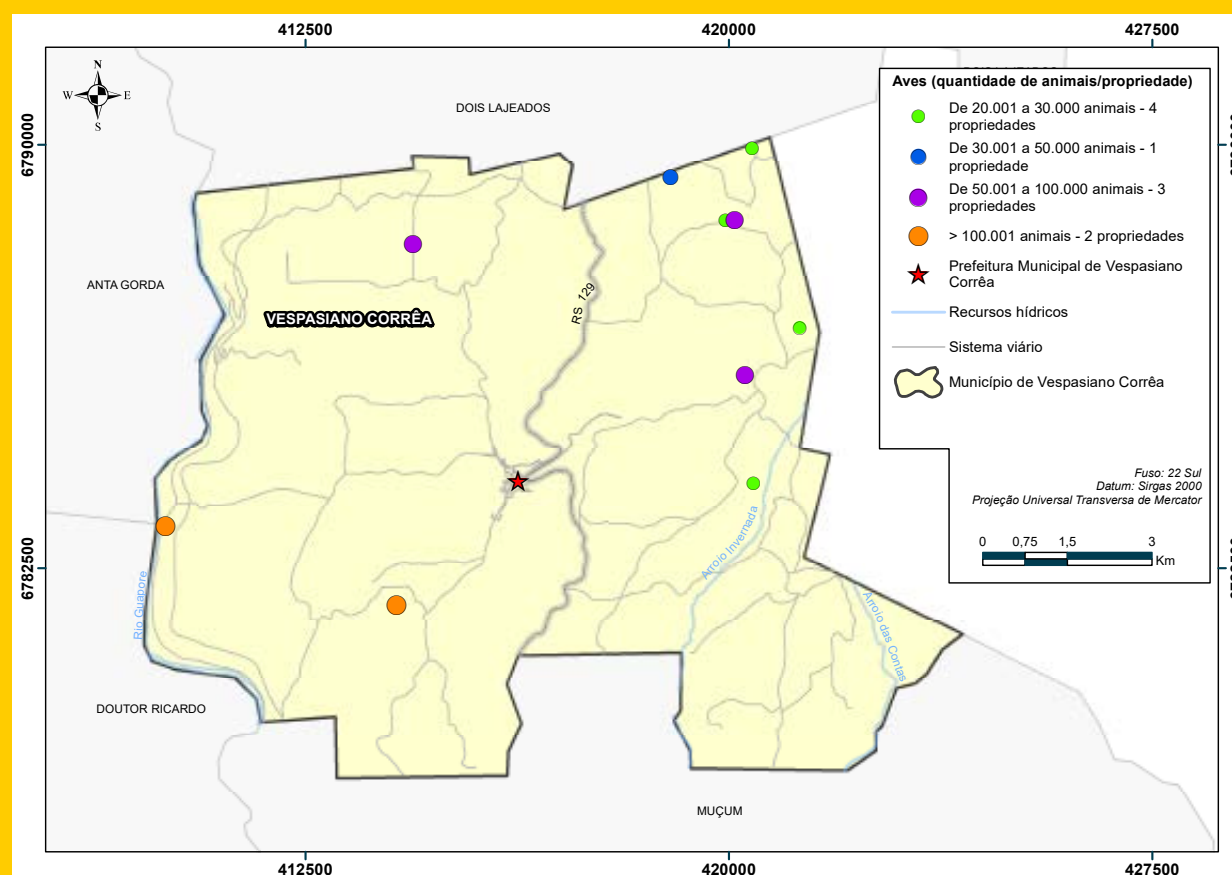 412500
420000
427500
N
W
E
S
DOIS LAJEADOS
Aves (quantidade de animais/propriedade)
De 20.001 a 30.000 animais - 4
propriedades
De 30.001 a 50.000 animais - 1
propriedade
De 50.001 a 100.000 animais - 3
propriedades
> 100.001 animais - 2 propriedades
Prefeitura Municipal de Vespasiano
Corrêa
Recursos hídricos
Sistema viário
Município de Vespasiano Corrêa
Fuso: 22 Sul
Datum: Sirgas 2000
Projeção Universal Transversa de Mercator
0 0,75 1,5 3
Km
6790000
ANTA GORDA
VESPASIANO CORRÊA
RS 129
Arroio Invernada
6782500
Rio Guapore
Arroio das Contas
DOUTOR RICARDO
MUÇUM
412500
420000
427500